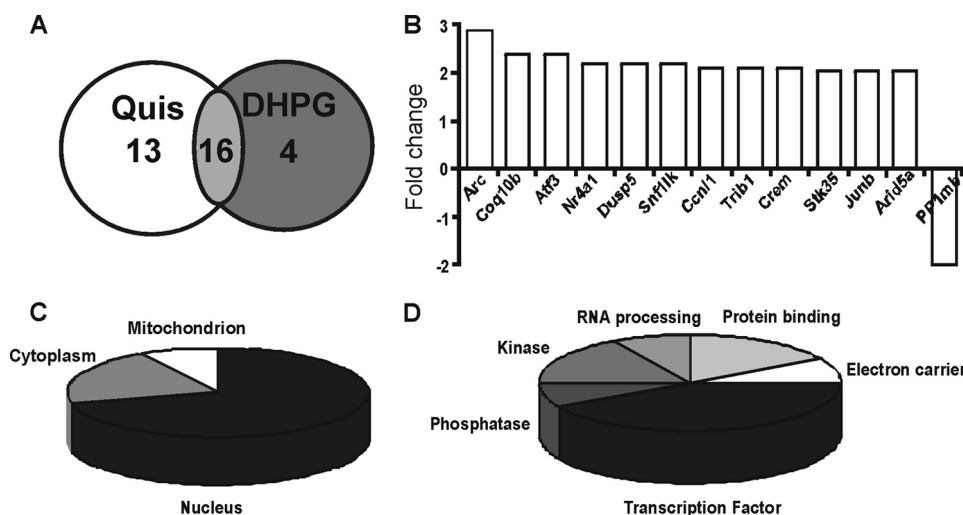 A
Quis
DHPG
13
16
4
B
Fold change
3
2
1
0
-1
-2
Arc
Coq10b
Atf3
Nr4a1
Dusp5
Snf1lk
Ccnl1
Trib1
Crem
Stk35
Junb
Arid5a
PP1mb
C
Mitochondrion
Cytoplasm
Nucleus
D
RNA processing
Protein binding
Kinase
Electron carrier
Phosphatase
Transcription Factor